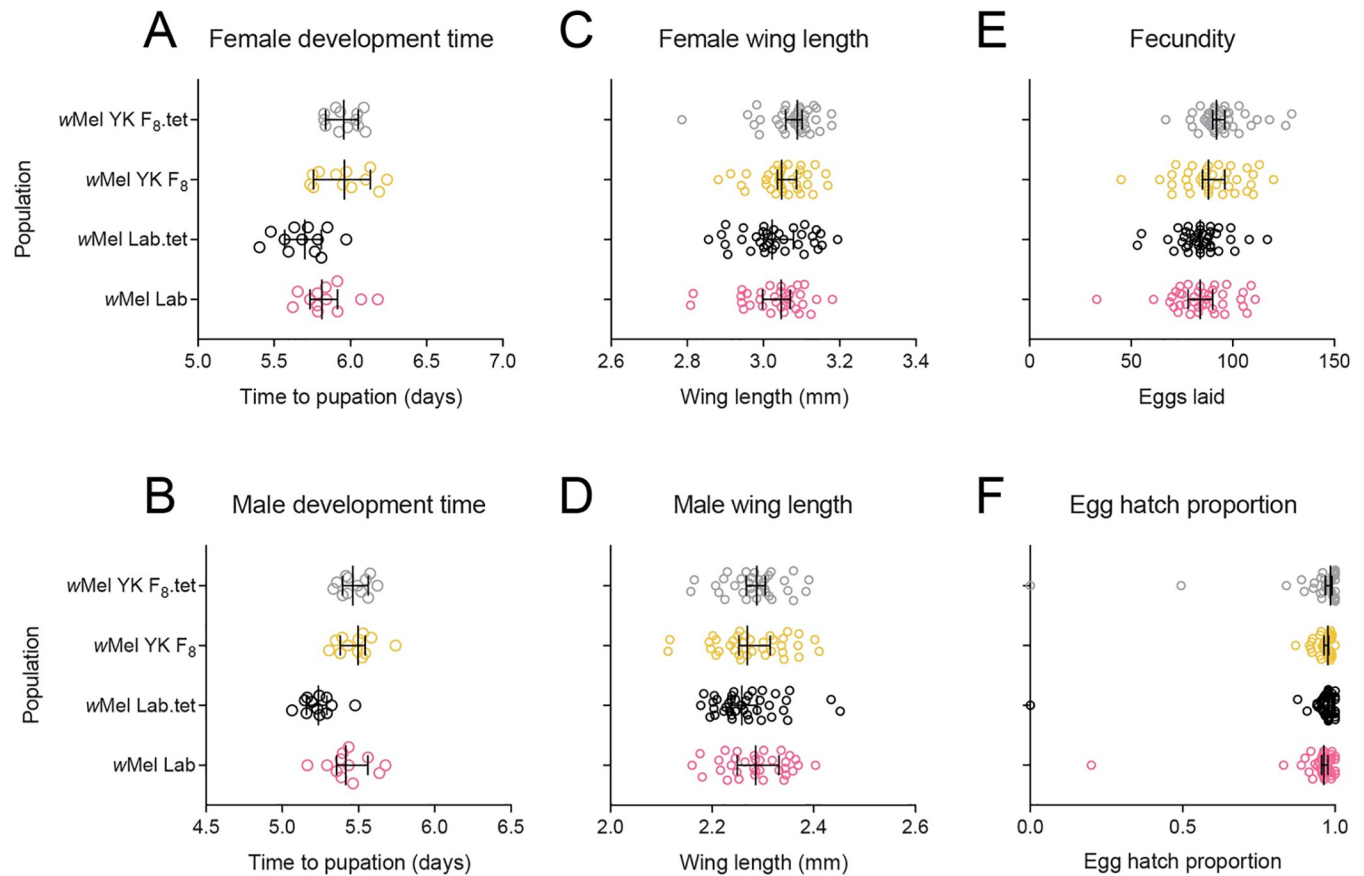 A Female development time
Population
wMel YK F₈.tet
wMel YK F₈
wMel Lab.tet
wMel Lab
5.0 5.5 6.0 6.5 7.0
Time to pupation (days)
C Female wing length
2.6 2.8 3.0 3.2 3.4
Wing length (mm)
E Fecundity
0 50 100 150
Eggs laid
B Male development time
Population
wMel YK F₈.tet
wMel YK F₈
wMel Lab.tet
wMel Lab
4.5 5.0 5.5 6.0 6.5
Time to pupation (days)
D Male wing length
2.0 2.2 2.4 2.6
Wing length (mm)
F Egg hatch proportion
0.0 0.5 1.0
Egg hatch proportion